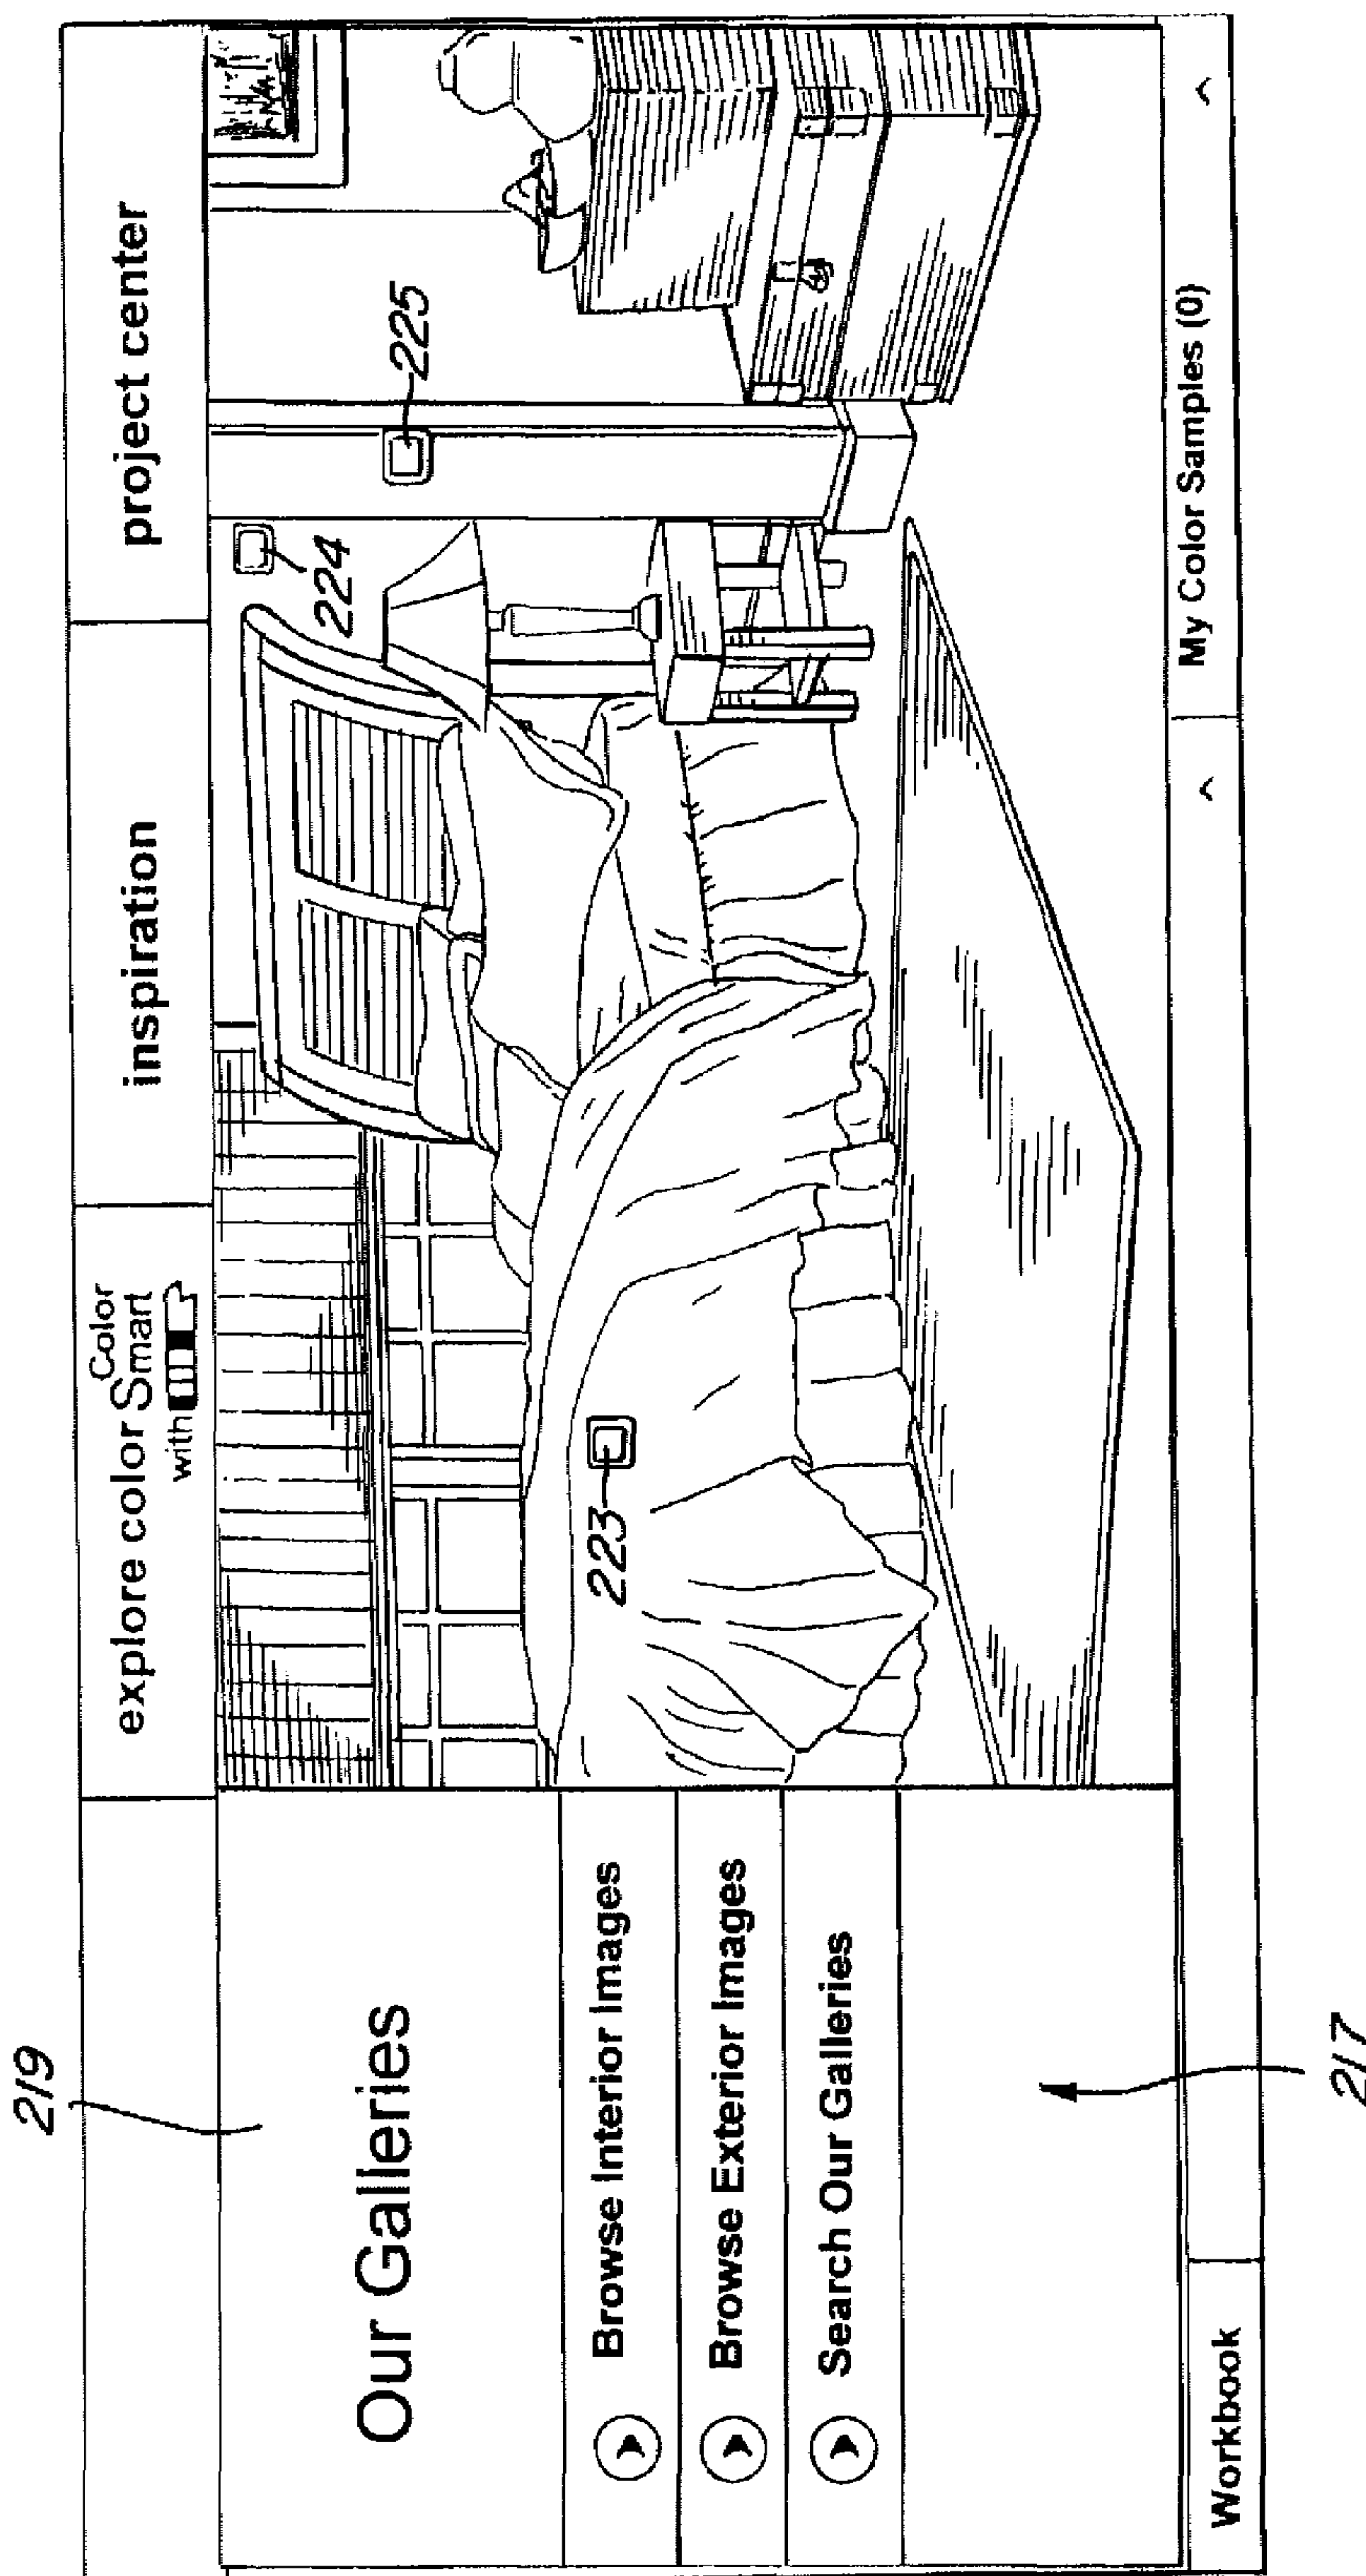 219
explore color
Color
Smart
with
inspiration
project center
Our Galleries
Browse Interior Images
Browse Exterior Images
Search Our Galleries
223
224
225
Workbook
^
My Color Samples (0)
^
217